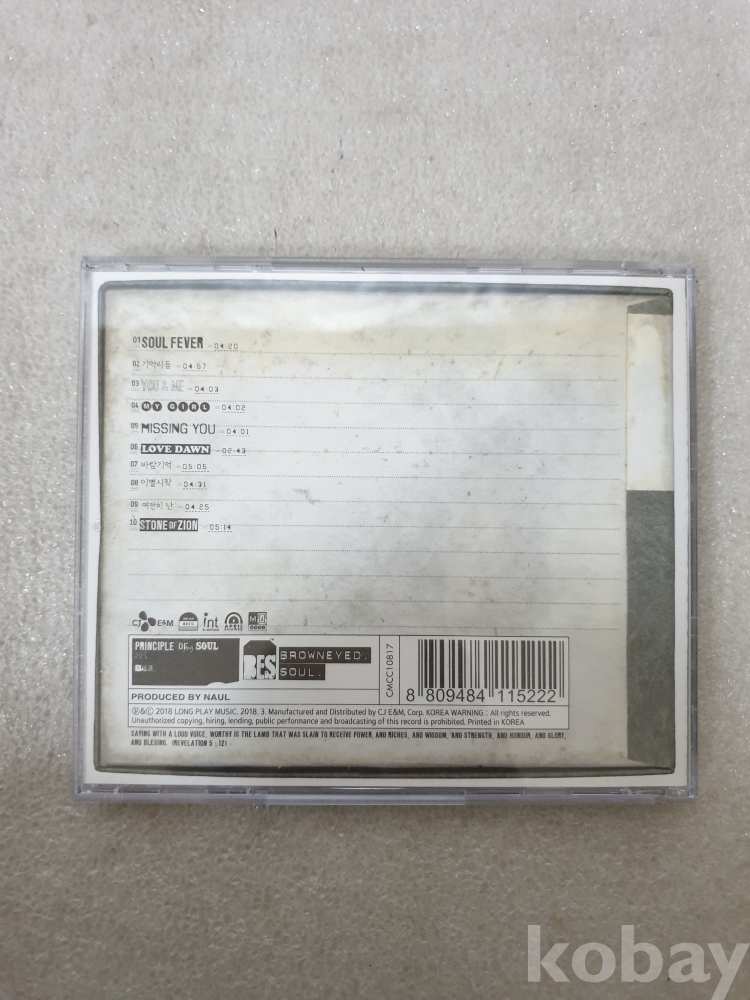 01 SOUL FEVER - 04:20
02 기억리듬 - 04:57
03 YOU & ME - 04:03
04 MY GIRL - 04:02
05 MISSING YOU - 04:01
06 LOVE DAWN - 02:43
07 바람기억 - 05:05
08 이별시작 - 04:31
09 여전히 난 - 04:25
10 STONE OF ZION - 05:14
CJ E&M int
PRINCIPLE OF MY SOUL
BES BROWNEYED.
SOUL.
PRODUCED BY NAUL
CMCC10817
8 809484 115222
℗&© 2018 LONG PLAY MUSIC. 2018. 3. Manufactured and Distributed by CJ E&M, Corp. KOREA WARNING : All rights reserved.
Unauthorized copying, hiring, lending, public performance and broadcasting of this record is prohibited. Printed in KOREA
SAYING WITH A LOUD VOICE, WORTHY IS THE LAMB THAT WAS SLAIN TO RECEIVE POWER, AND RICHES, AND WISDOM, AND STRENGTH, AND HONOUR, AND GLORY,
AND BLESING. (REVELATION 5 : 12)
kobay